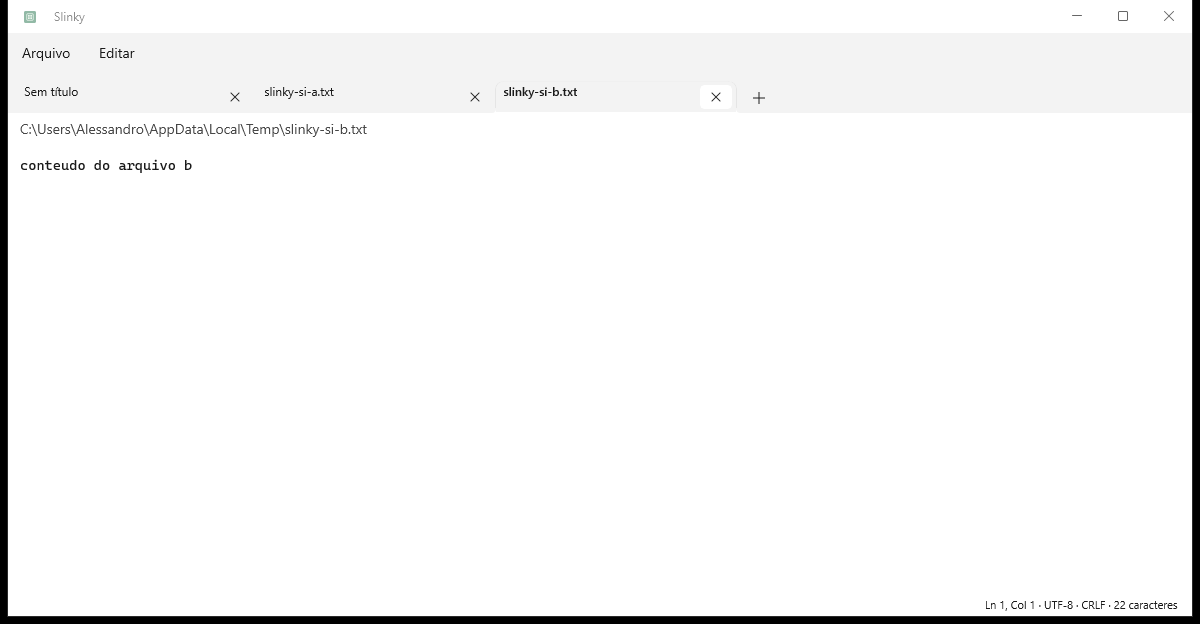 Slinky
Arquivo Editar
Sem título slinky-si-a.txt slinky-si-b.txt
C:\Users\Alessandro\AppData\Local\Temp\slinky-si-b.txt
conteudo do arquivo b
Ln 1, Col 1 · UTF-8 · CRLF · 22 caracteres